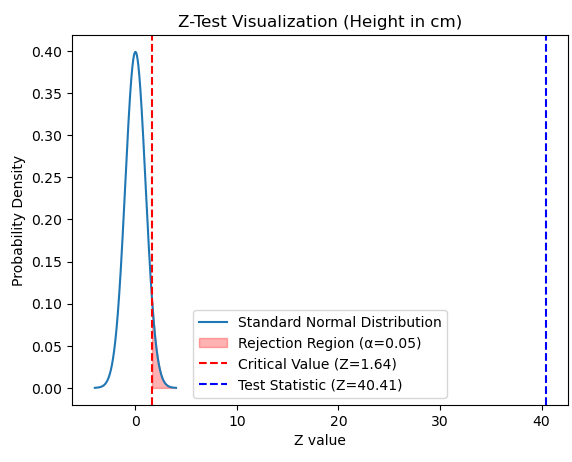 Z-Test Visualization (Height in cm)
0.40
0.35
0.30
0.25
0.20
0.15
0.10
0.05
0.00
Probability Density
Standard Normal Distribution
Rejection Region (α=0.05)
Critical Value (Z=1.64)
Test Statistic (Z=40.41)
0 10 20 30 40
Z value